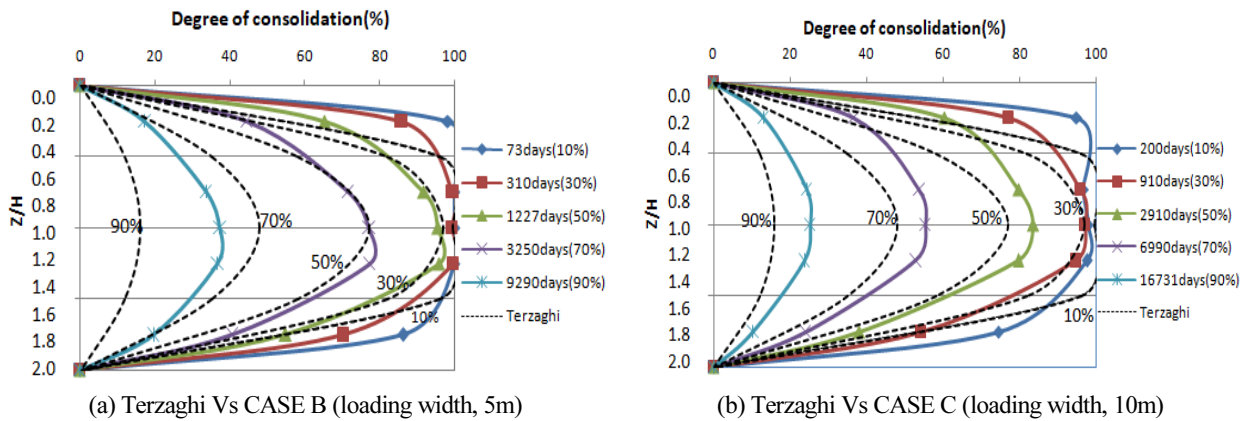 Degree of consolidation(%)
0 20 40 60 80 100
Z/H
0.0
0.2
0.4
0.6
0.8
1.0
1.2
1.4
1.6
1.8
2.0
90%
70%
50%
30%
10%
73days(10%)
310days(30%)
1227days(50%)
3250days(70%)
9290days(90%)
Terzaghi
(a) Terzaghi Vs CASE B (loading width, 5m)
Degree of consolidation(%)
0 20 40 60 80 100
Z/H
0.0
0.2
0.4
0.6
0.8
1.0
1.2
1.4
1.6
1.8
2.0
90%
70%
50%
30%
10%
200days(10%)
910days(30%)
2910days(50%)
6990days(70%)
16731days(90%)
Terzaghi
(b) Terzaghi Vs CASE C (loading width, 10m)